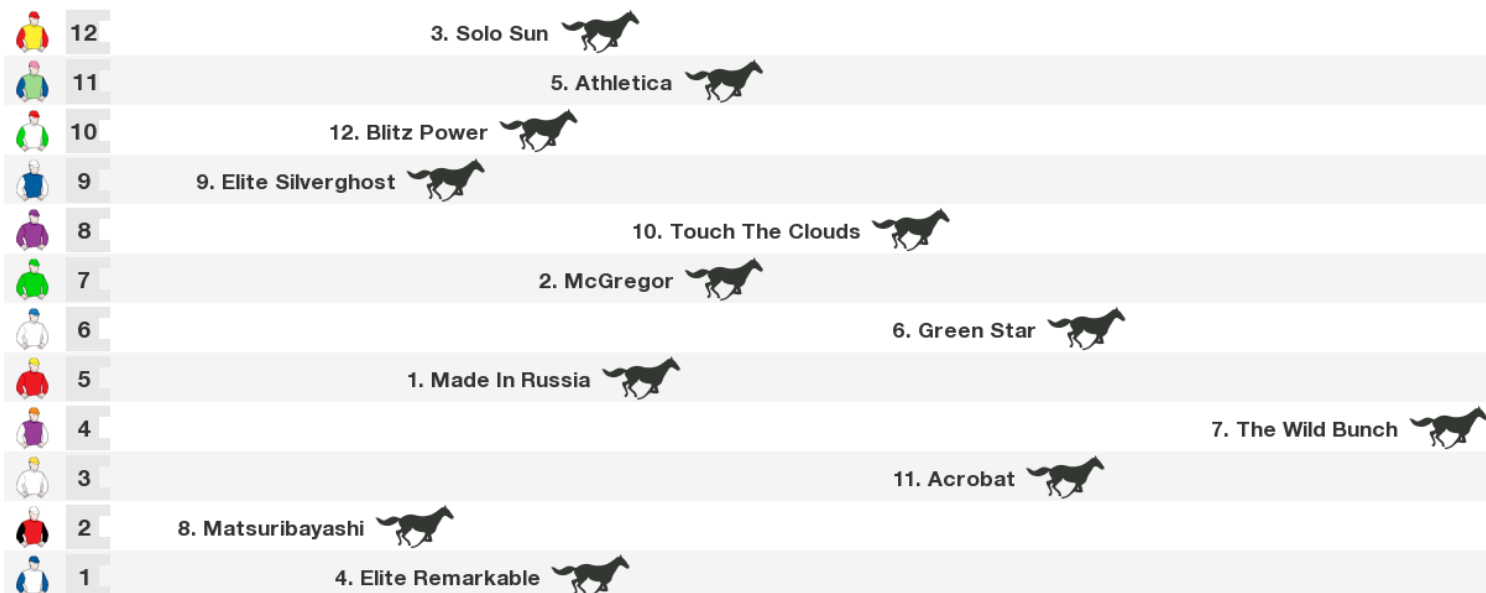 12 3. Solo Sun
11 5. Athletica
10 12. Blitz Power
9 9. Elite Silverghost
8 10. Touch The Clouds
7 2. McGregor
6 6. Green Star
5 1. Made In Russia
4 7. The Wild Bunch
3 11. Acrobat
2 8. Matsuribayashi
1 4. Elite Remarkable